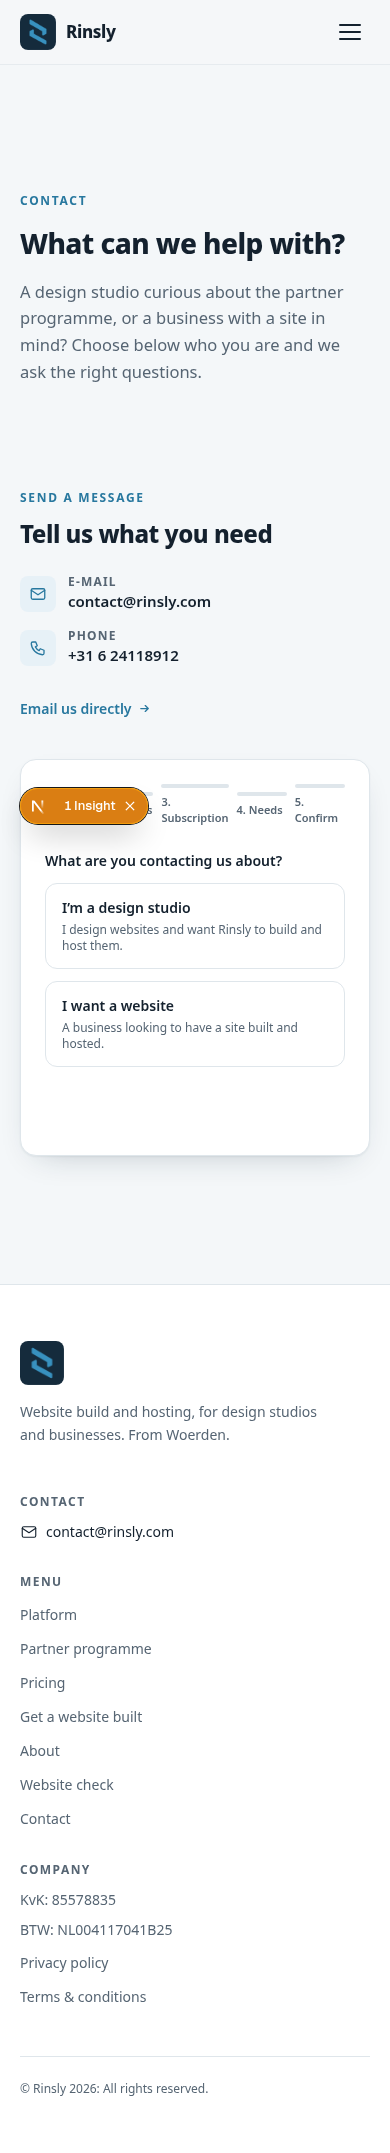 Rinsly
CONTACT
What can we help with?
A design studio curious about the partner
programme, or a business with a site in
mind? Choose below who you are and we
ask the right questions.
SEND A MESSAGE
Tell us what you need
E-MAIL
contact@rinsly.com
PHONE
+31 6 24118912
Email us directly →
1 Insight
3.
Subscription
4. Needs
5.
Confirm
What are you contacting us about?
I'm a design studio
I design websites and want Rinsly to build and
host them.
I want a website
A business looking to have a site built and
hosted.
Website build and hosting, for design studios
and businesses. From Woerden.
CONTACT
contact@rinsly.com
MENU
Platform
Partner programme
Pricing
Get a website built
About
Website check
Contact
COMPANY
KvK: 85578835
BTW: NL004117041B25
Privacy policy
Terms & conditions
© Rinsly 2026: All rights reserved.